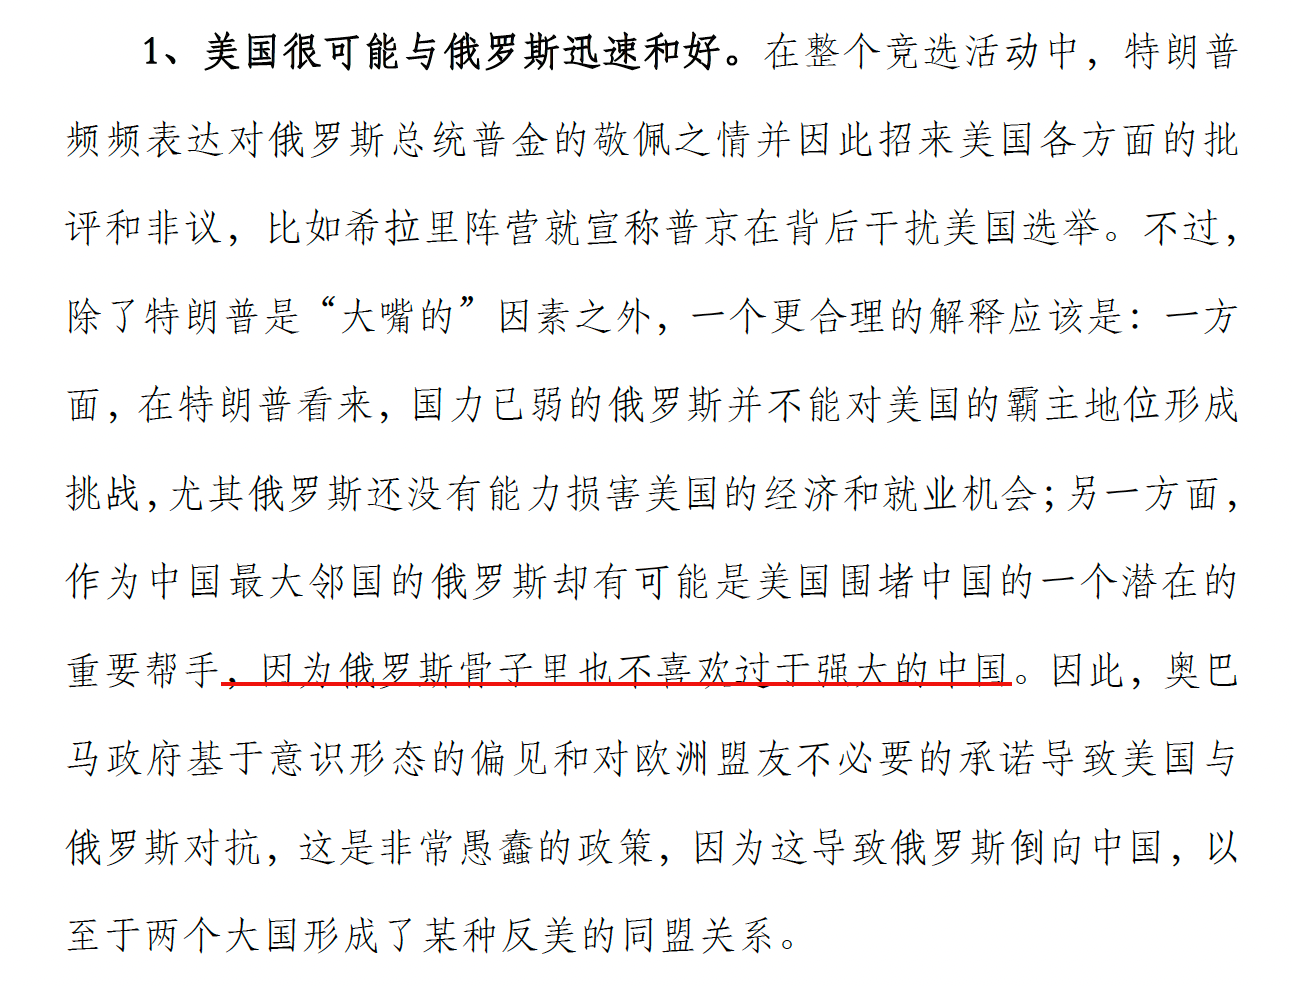 1、美国很可能与俄罗斯迅速和好。在整个竞选活动中，特朗普
频频表达对俄罗斯总统普金的敬佩之情并因此招来美国各方面的批
评和非议，比如希拉里阵营就宣称普京在背后干扰美国选举。不过，
除了特朗普是“大嘴的”因素之外，一个更合理的解释应该是：一方
面，在特朗普看来，国力已弱的俄罗斯并不能对美国的霸主地位形成
挑战，尤其俄罗斯还没有能力损害美国的经济和就业机会；另一方面，
作为中国最大邻国的俄罗斯却有可能是美国围堵中国的一个潜在的
重要帮手，因为俄罗斯骨子里也不喜欢过于强大的中国。因此，奥巴
马政府基于意识形态的偏见和对欧洲盟友不必要的承诺导致美国与
俄罗斯对抗，这是非常愚蠢的政策，因为这导致俄罗斯倒向中国，以
至于两个大国形成了某种反美的同盟关系。